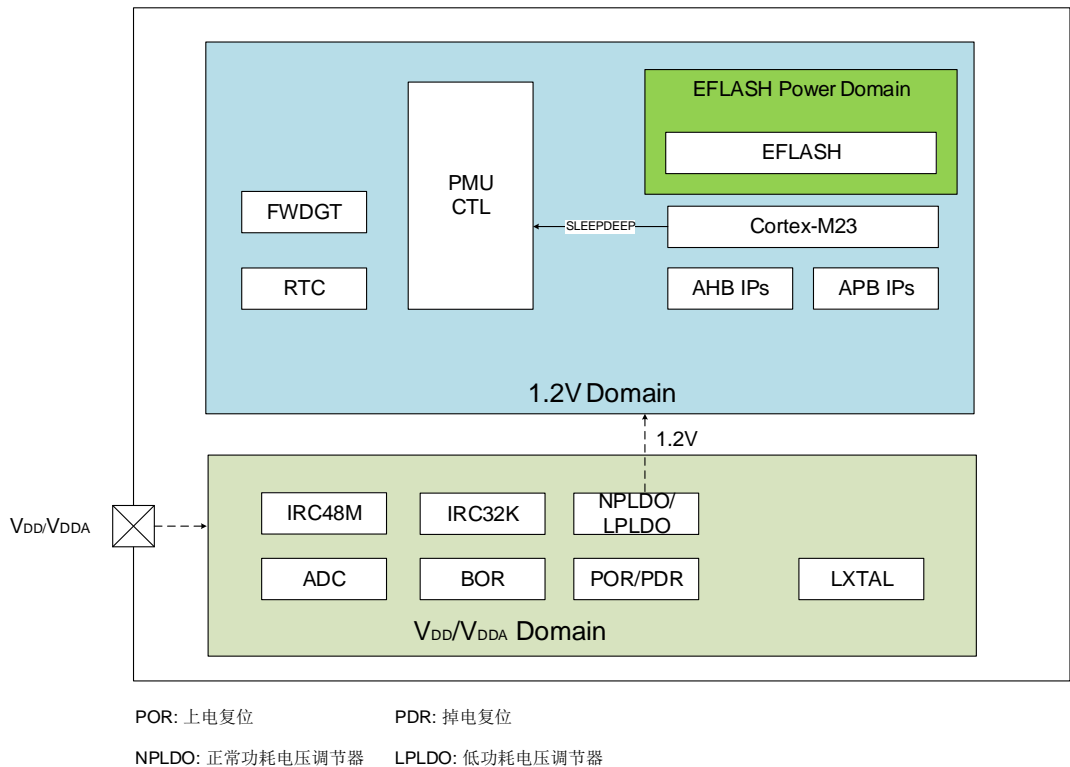 EFLASH Power Domain
EFLASH
PMU
CTL
FWDGT
SLEEPDEEP
Cortex-M23
RTC
AHB IPs
APB IPs
1.2V Domain
1.2V
VDD/VDDA
IRC48M
IRC32K
NPLDO/
LPLDO
ADC
BOR
POR/PDR
LXTAL
VDD/VDDA Domain
POR: 上电复位 PDR: 掉电复位
NPLDO: 正常功耗电压调节器 LPLDO: 低功耗电压调节器